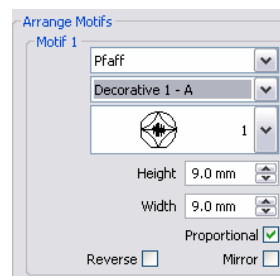 Arrange Motifs
Motif 1
Pfaff
Decorative 1 - A
1
Height 9.0 mm
Width 9.0 mm
Proportional
Reverse Mirror